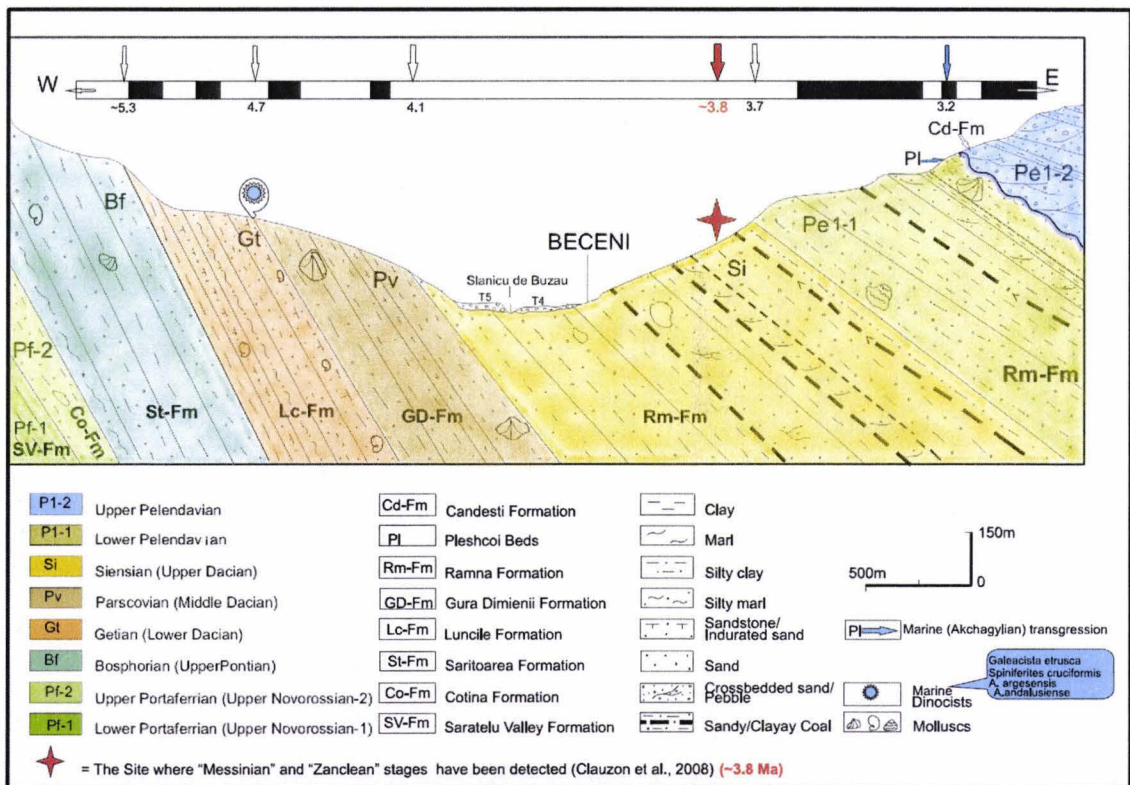 W
E
~5.3
4.7
4.1
~3.8
3.7
3.2
Cd-Fm
Pl
Pe1-2
Bf
Gt
Pv
BECENI
Slanicu de Buzau
T5
T4
Si
Pe1-1
Pf-2
Pf-1
SV-Fm
Co-Fm
St-Fm
Lc-Fm
GD-Fm
Rm-Fm
Rm-Fm
P1-2 Upper Pelendavian
P1-1 Lower Pelendavian
Si Siensian (Upper Dacian)
Pv Parscovian (Middle Dacian)
Gt Getian (Lower Dacian)
Bf Bosphorian (UpperPontian)
Pf-2 Upper Portaferrian (Upper Novorossian-2)
Pf-1 Lower Portaferrian (Upper Novorossian-1)
Cd-Fm Candesti Formation
Pl Pleshcoi Beds
Rm-Fm Ramna Formation
GD-Fm Gura Dimienii Formation
Lc-Fm Luncile Formation
St-Fm Saritoarea Formation
Co-Fm Cotina Formation
SV-Fm Saratelu Valley Formation
Clay
Marl
Silty clay
Silty marl
Sandstone/
Indurated sand
Sand
Crossbedded sand/
Pebble
Sandy/Clayay Coal
150m
500m
0
Pl Marine (Akchagylian) transgression
Galeacista etrusca
Spiniferites cruciformis
A. argesensis
A.andalusiense
Marine
Dinocists
Molluscs
= The Site where "Messinian" and "Zanclean" stages have been detected (Clauzon et al., 2008) (~3.8 Ma)